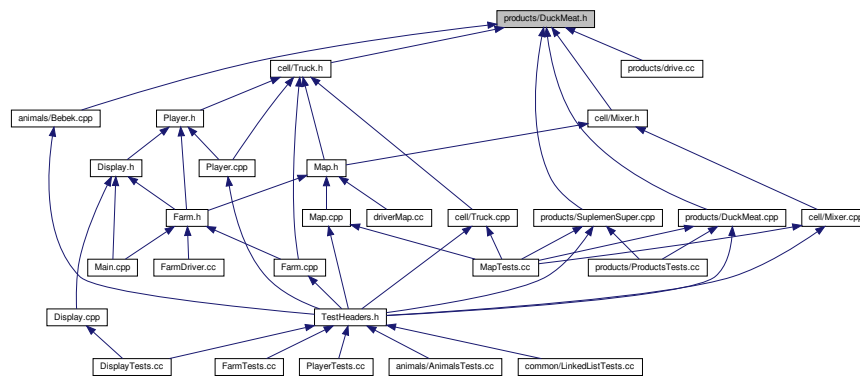 products/DuckMeat.h
cell/Truck.h
products/drive.cc
animals/Bebek.cpp
Player.h
cell/Mixer.h
Display.h
Player.cpp
Map.h
Farm.h
Map.cpp
driverMap.cc
cell/Truck.cpp
products/SuplemenSuper.cpp
products/DuckMeat.cpp
cell/Mixer.cpp
Main.cpp
FarmDriver.cc
Farm.cpp
MapTests.cc
products/ProductsTests.cc
Display.cpp
TestHeaders.h
DisplayTests.cc
FarmTests.cc
PlayerTests.cc
animals/AnimalsTests.cc
common/LinkedListTests.cc